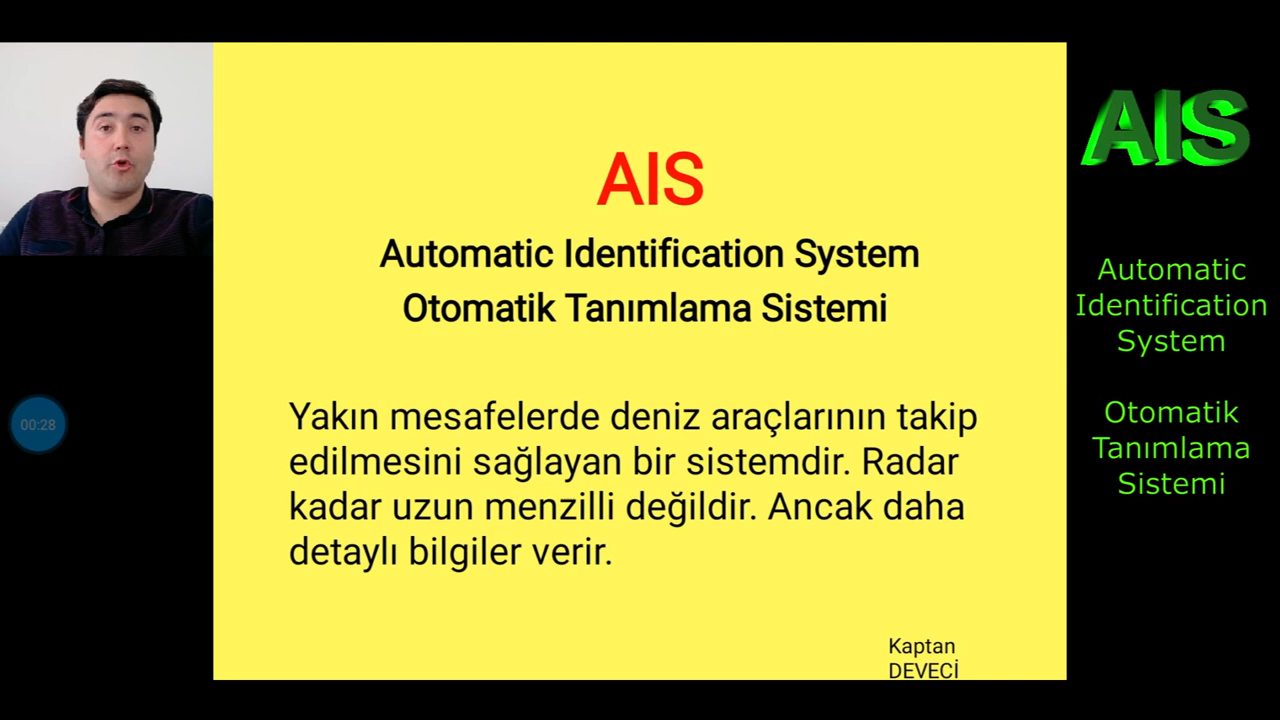 AIS
Automatic Identification System
Otomatik Tanımlama Sistemi
Yakın mesafelerde deniz araçlarının takip
edilmesini sağlayan bir sistemdir. Radar
kadar uzun menzilli değildir. Ancak daha
detaylı bilgiler verir.
Kaptan
DEVECİ
00:28
AIS
Automatic
Identification
System
Otomatik
Tanımlama
Sistemi